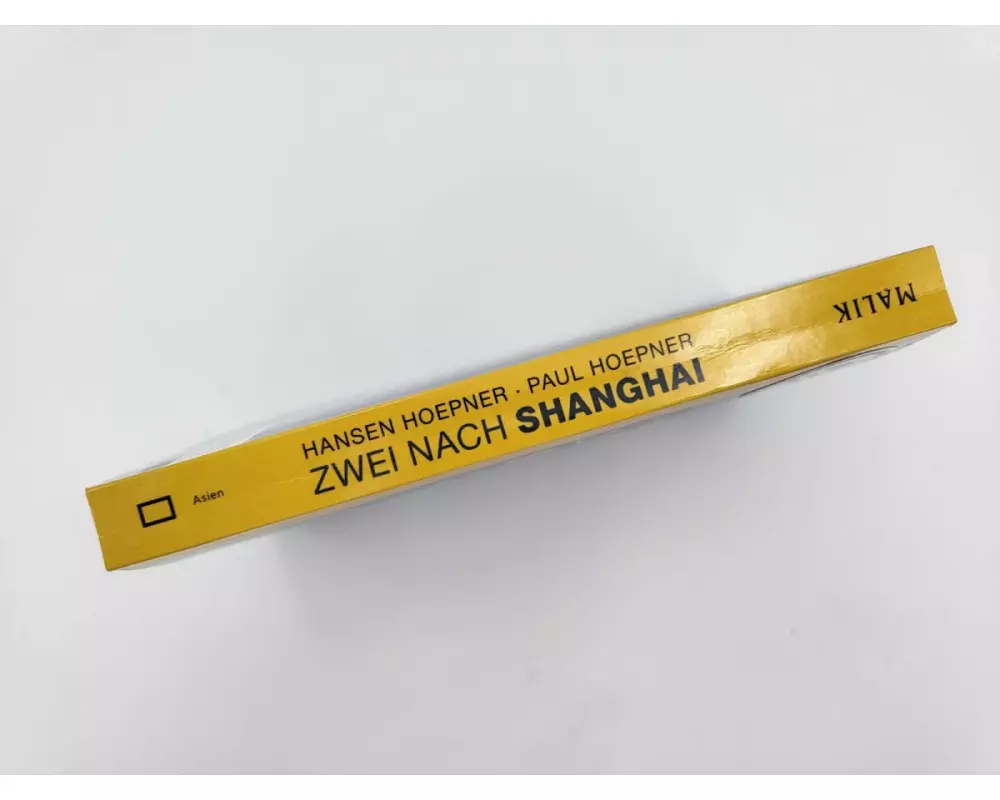 Asien
HANSEN HOEPNER · PAUL HOEPNER
ZWEI NACH SHANGHAI
MALIK